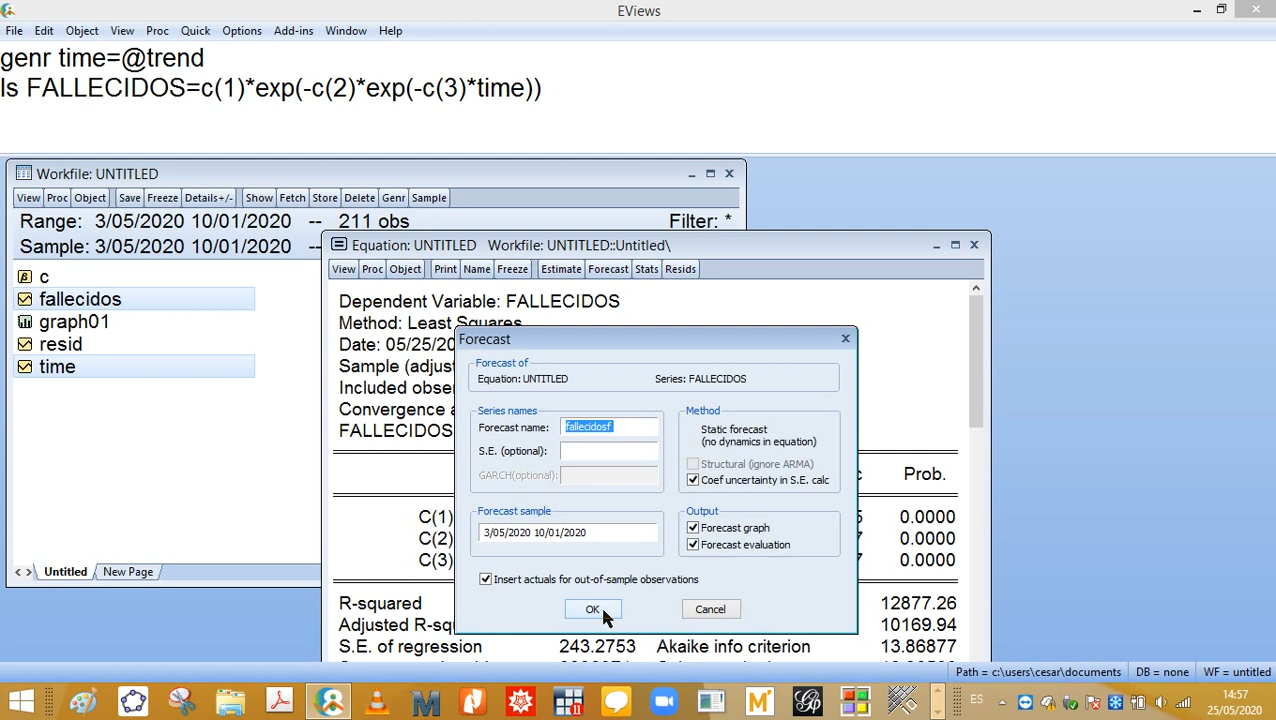 EViews
File Edit Object View Proc Quick Options Add-ins Window Help
genr time=@trend
ls FALLECIDOS=c(1)*exp(-c(2)*exp(-c(3)*time))
Workfile: UNTITLED
View Proc Object Save Freeze Details+/- Show Fetch Store Delete Genr Sample
Range: 3/05/2020 10/01/2020 -- 211 obs Filter: *
Sample: 3/05/2020 10/01/2020 --
c
fallecidos
graph01
resid
time
Untitled New Page
Equation: UNTITLED Workfile: UNTITLED::Untitled\
View Proc Object Print Name Freeze Estimate Forecast Stats Resids
Dependent Variable: FALLECIDOS
Method: Least Squares
Date: 05/25/20
Sample (adjus
Included obser
Convergence a
FALLECIDOS
Prob.
C(1) 0.0000
C(2) 0.0000
C(3) 0.0000
R-squared 12877.26
Adjusted R-squ 10169.94
S.E. of regression 243.2753 Akaike info criterion 13.86877
Forecast
Forecast of
Equation: UNTITLED Series: FALLECIDOS
Series names
Forecast name: fallecidosf
S.E. (optional):
GARCH(optional):
Method
Static forecast
(no dynamics in equation)
Structural (ignore ARMA)
Coef uncertainty in S.E. calc
Forecast sample
3/05/2020 10/01/2020
Output
Forecast graph
Forecast evaluation
Insert actuals for out-of-sample observations
OK Cancel
Path = c:\users\cesar\documents DB = none WF = untitled
ES 14:57
25/05/2020